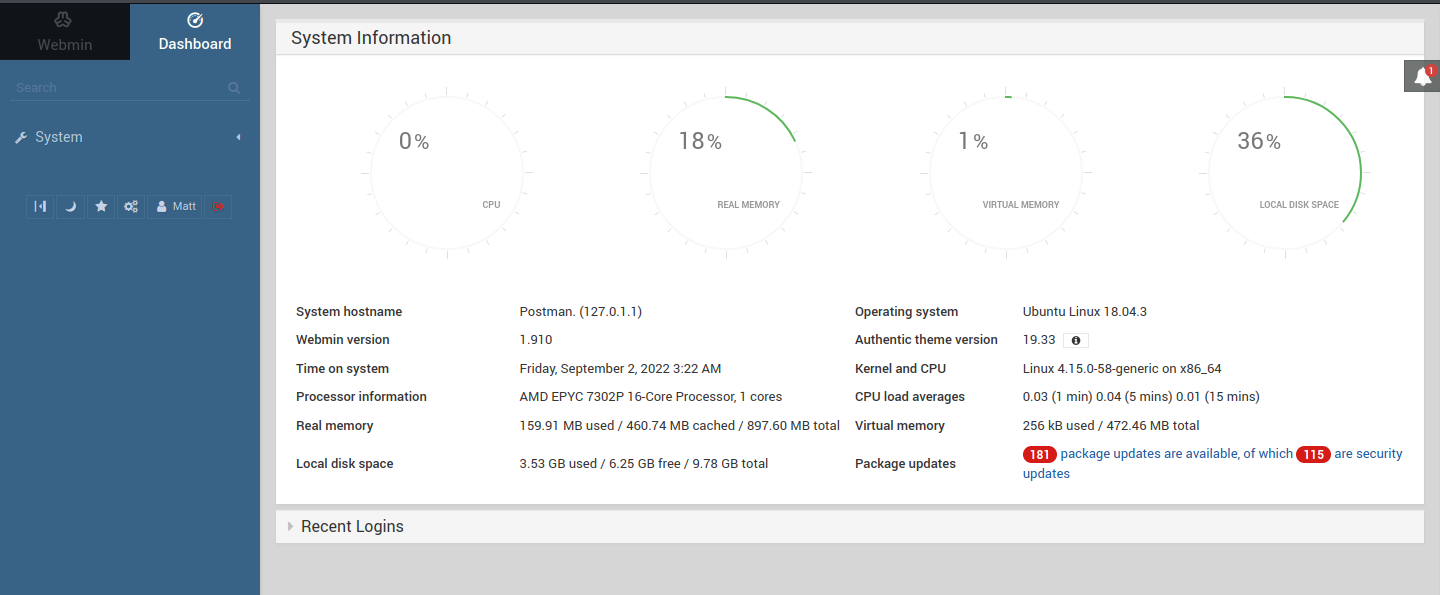 Webmin
Dashboard
Search
System
Matt
System Information
1
0%
CPU
18%
REAL MEMORY
1%
VIRTUAL MEMORY
36%
LOCAL DISK SPACE
System hostname Postman. (127.0.1.1) Operating system Ubuntu Linux 18.04.3
Webmin version 1.910 Authentic theme version 19.33
Time on system Friday, September 2, 2022 3:22 AM Kernel and CPU Linux 4.15.0-58-generic on x86_64
Processor information AMD EPYC 7302P 16-Core Processor, 1 cores CPU load averages 0.03 (1 min) 0.04 (5 mins) 0.01 (15 mins)
Real memory 159.91 MB used / 460.74 MB cached / 897.60 MB total Virtual memory 256 kB used / 472.46 MB total
Local disk space 3.53 GB used / 6.25 GB free / 9.78 GB total Package updates 181 package updates are available, of which 115 are security
updates
Recent Logins